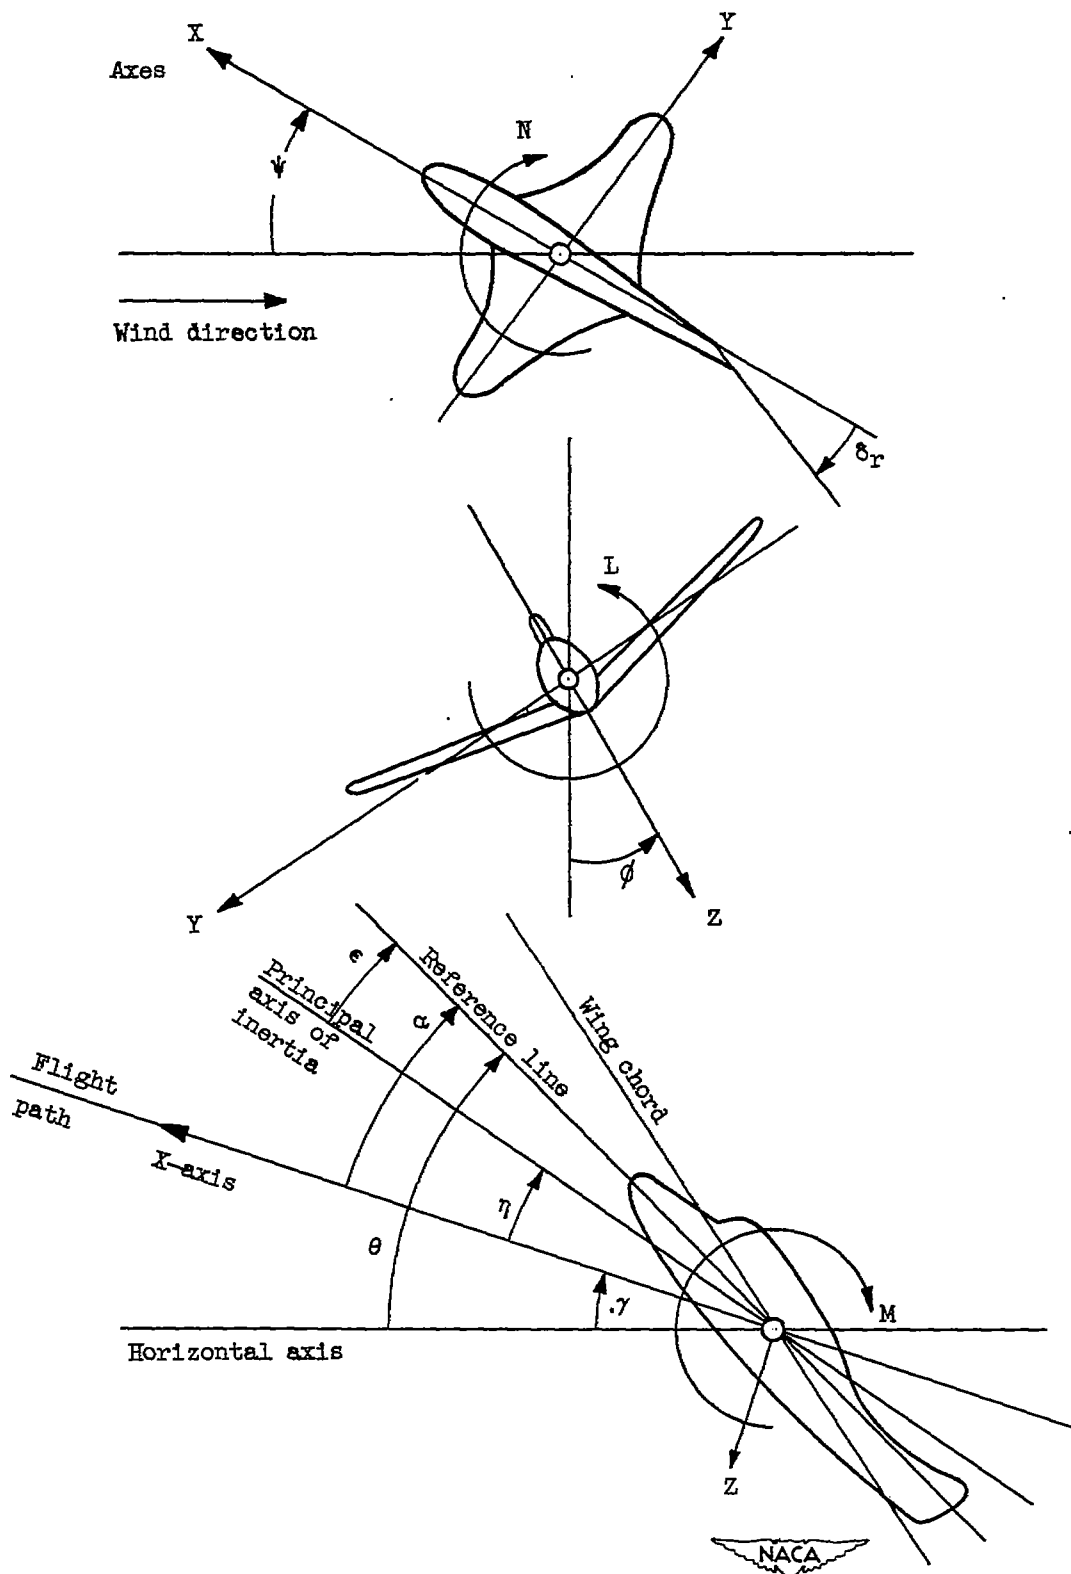 X
Y
Axes
N
ψ
Wind direction
δr
L
Y
ϕ
Z
ϵ
Reference line
Principal
axis of
inertia
α
Wing chord
Flight
path
X-axis
η
θ
.γ
M
Horizontal axis
Z
NACA